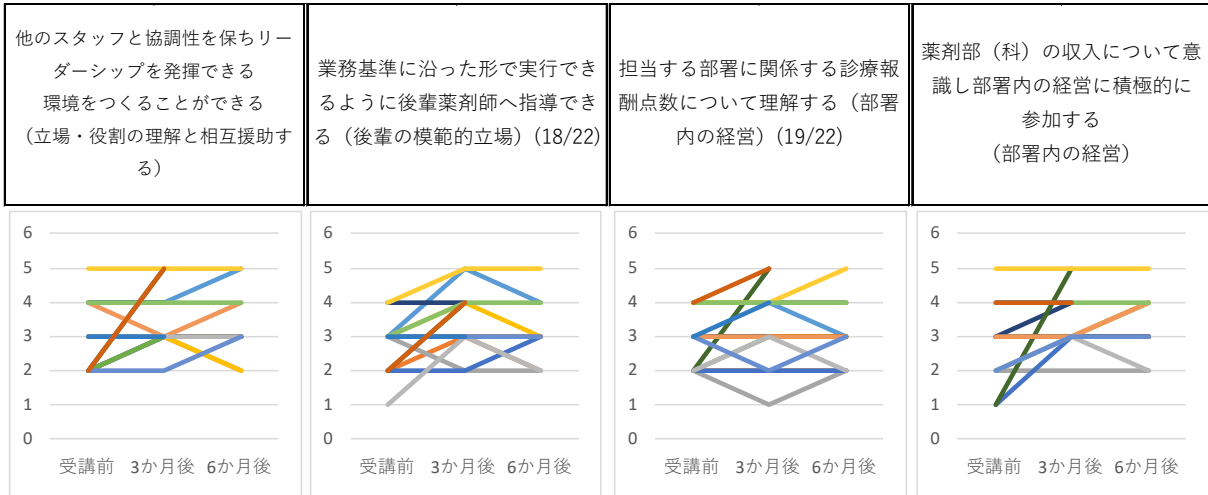 他のスタッフと協調性を保ちリー
ダーシップを発揮できる
環境をつくることができる
（立場・役割の理解と相互援助す
る）
業務基準に沿った形で実行でき
るように後輩薬剤師へ指導でき
る（後輩の模範的立場）(18/22)
担当する部署に関係する診療報
酬点数について理解する（部署
内の経営）(19/22)
薬剤部（科）の収入について意
識し部署内の経営に積極的に
参加する
（部署内の経営）
6
5
4
3
2
1
0
受講前 3か月後 6か月後
6
5
4
3
2
1
0
受講前 3か月後 6か月後
6
5
4
3
2
1
0
受講前 3か月後 6か月後
6
5
4
3
2
1
0
受講前 3か月後 6か月後